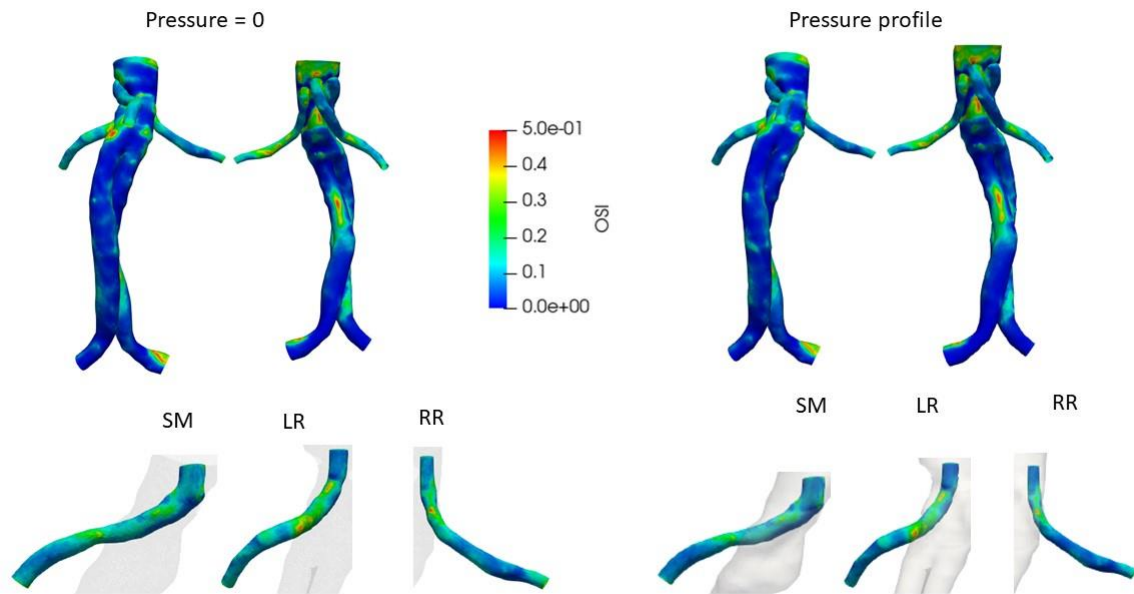 Pressure = 0
Pressure profile
5.0e-01
0.4
0.3
0.2
0.1
0.0e+00
OSI
SM
LR
RR
SM
LR
RR